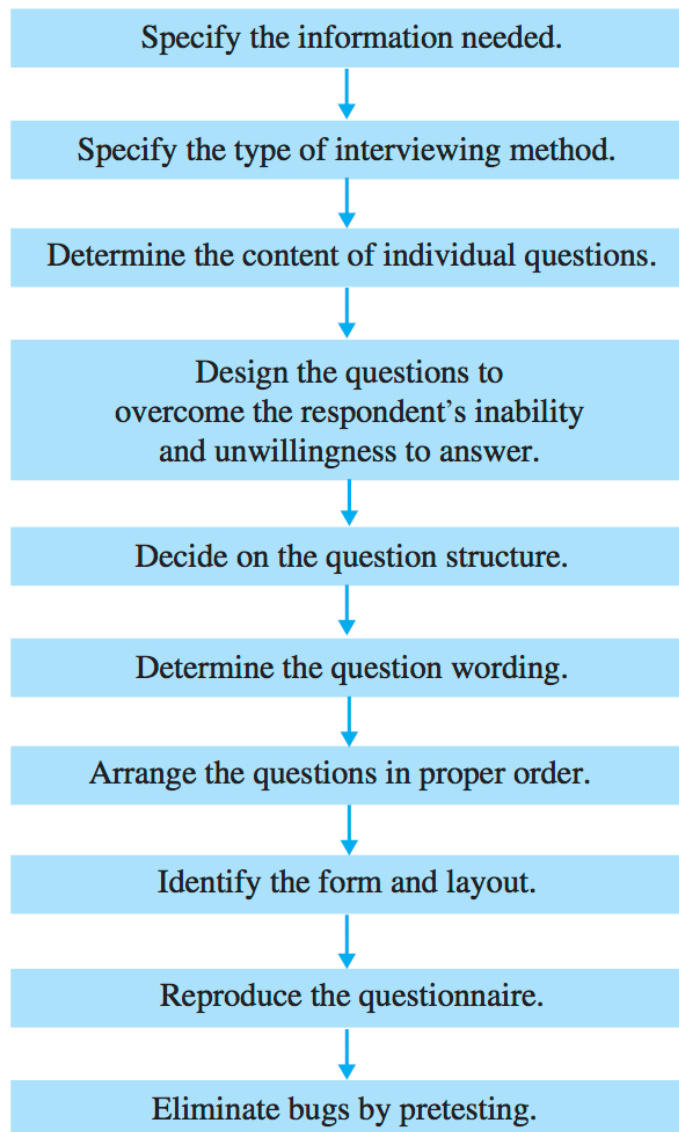 Specify the information needed.
Specify the type of interviewing method.
Determine the content of individual questions.
Design the questions to
overcome the respondent’s inability
and unwillingness to answer.
Decide on the question structure.
Determine the question wording.
Arrange the questions in proper order.
Identify the form and layout.
Reproduce the questionnaire.
Eliminate bugs by pretesting.